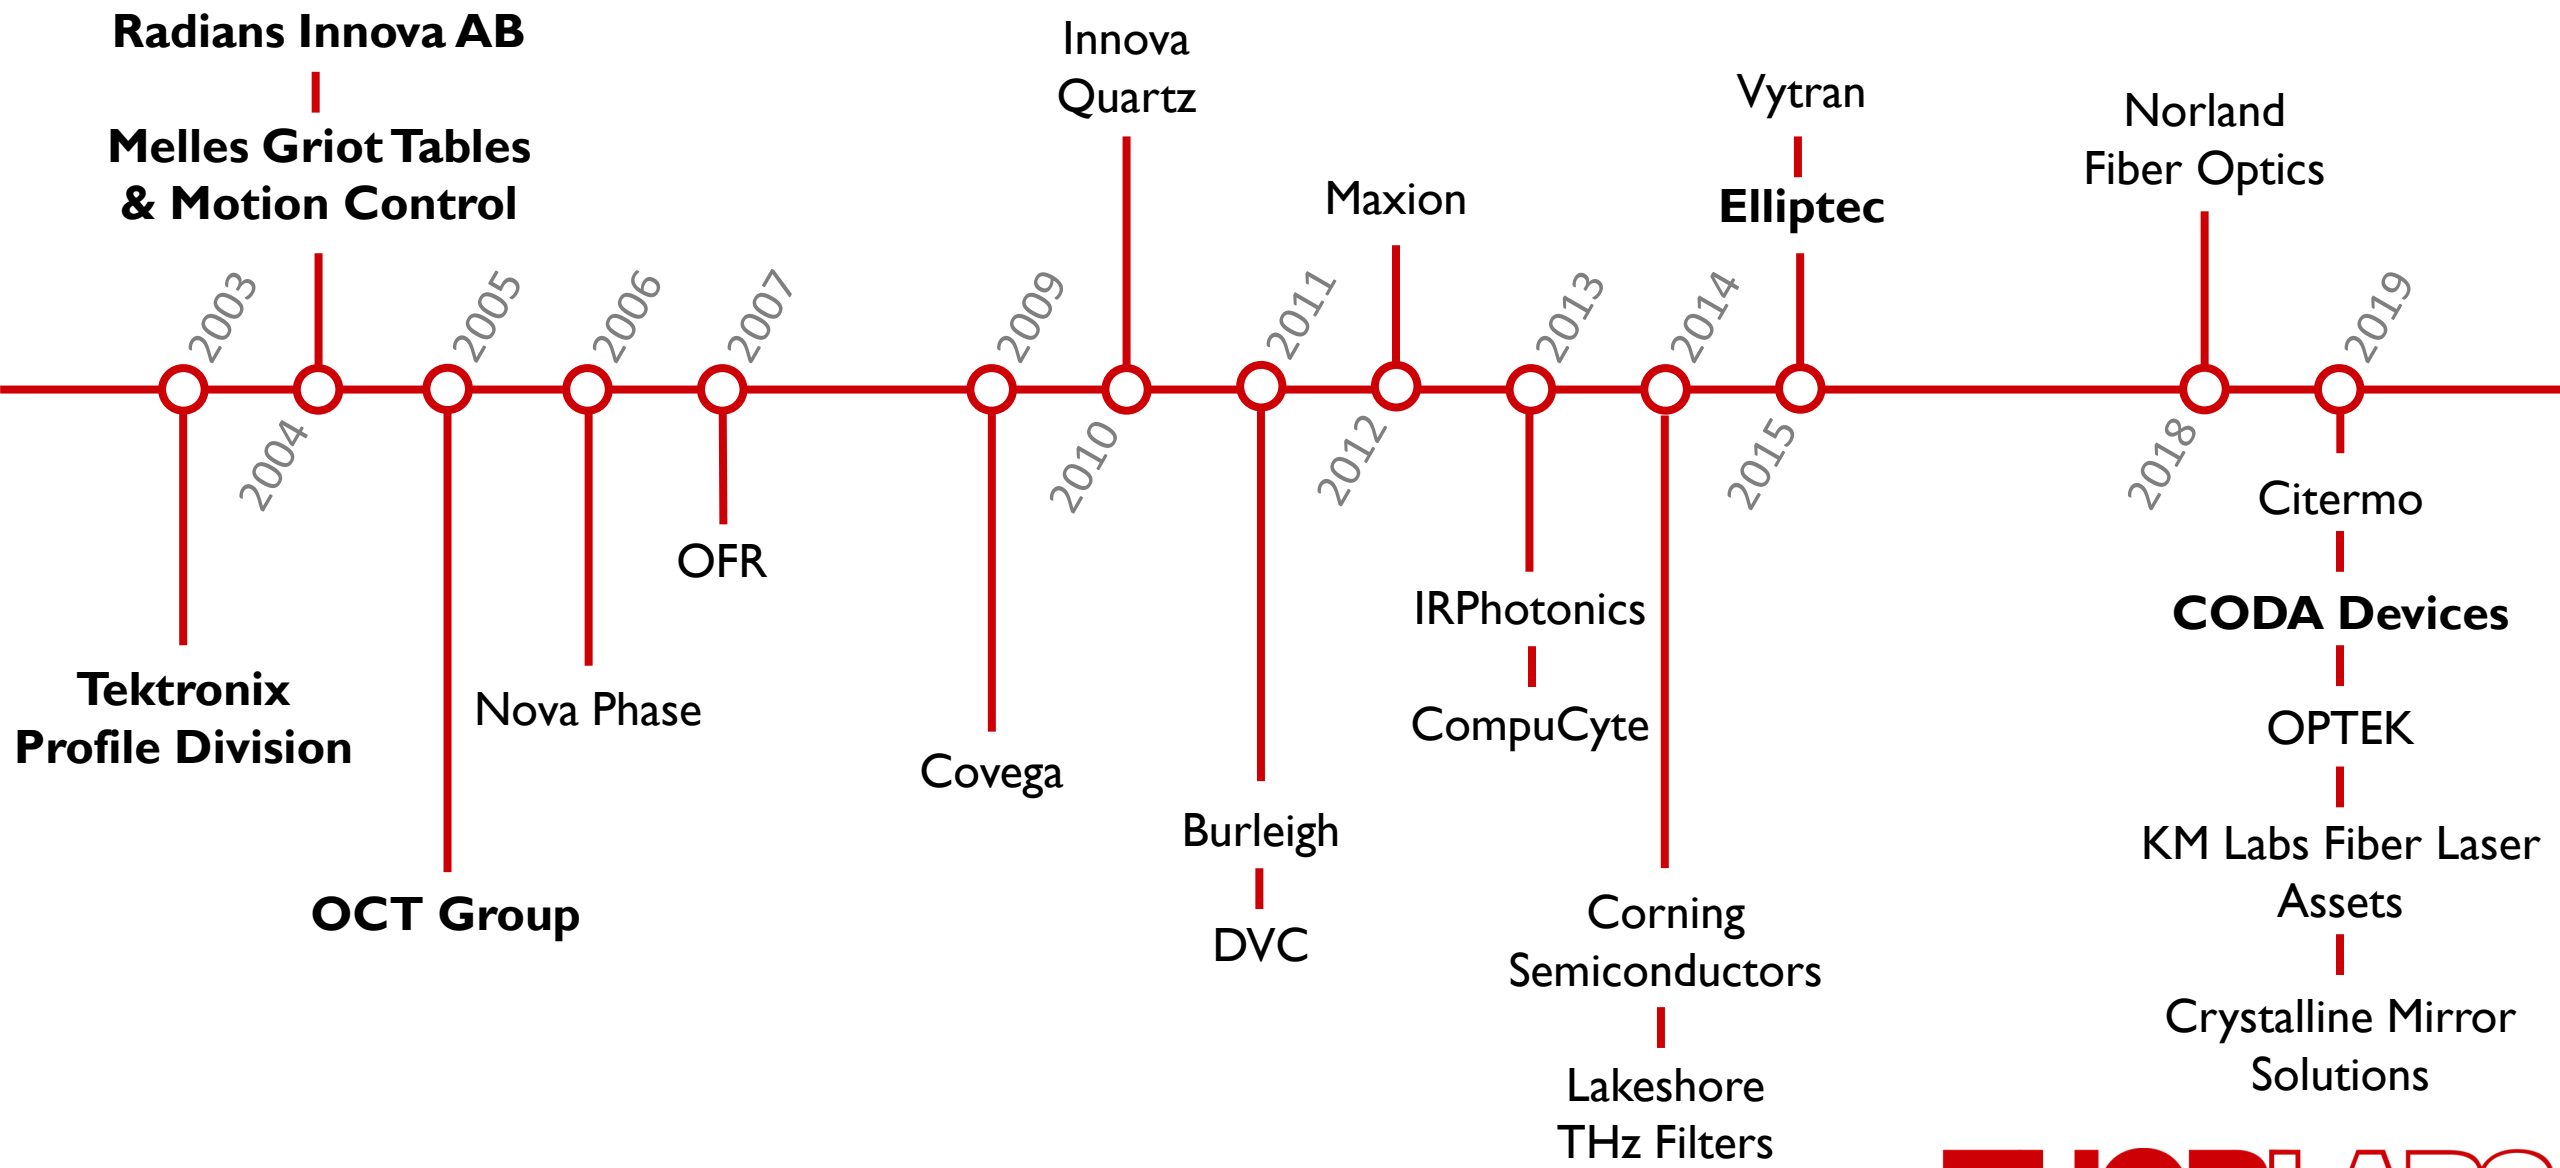 Radians Innova AB
Melles Griot Tables
& Motion Control
Innova
Quartz
Maxion
Vytran
Elliptec
Norland
Fiber Optics
2003
2004
2005
2006
2007
2009
2010
2011
2012
2013
2014
2015
2018
2019
Tektronix
Profile Division
OCT Group
Nova Phase
OFR
Covega
Burleigh
DVC
IRPhotonics
CompuCyte
Corning
Semiconductors
Lakeshore
THz Filters
Citermo
CODA Devices
OPTEK
KM Labs Fiber Laser
Assets
Crystalline Mirror
Solutions
THORLABS